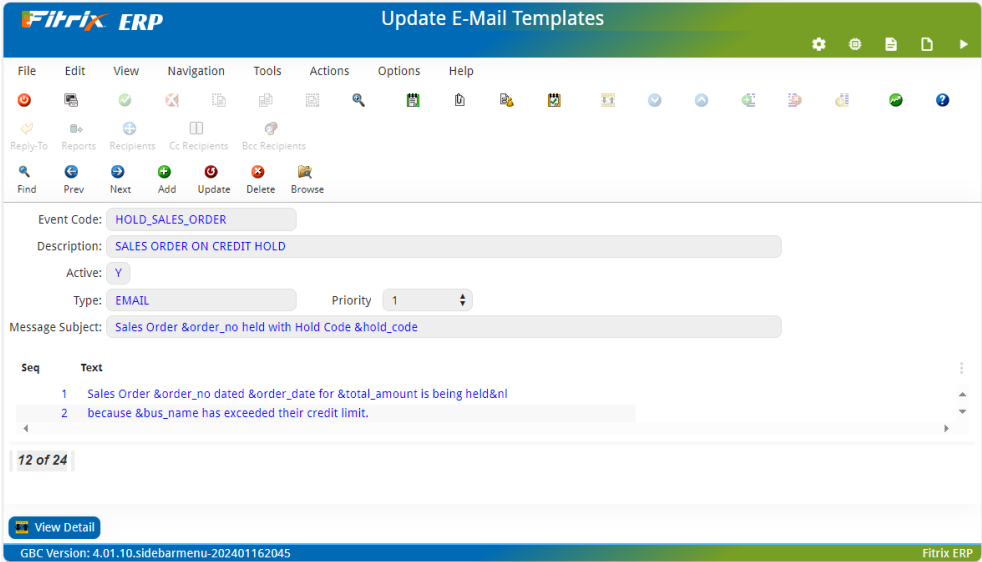 Fitrix ERP
Update E-Mail Templates
File Edit View Navigation Tools Actions Options Help
Reply-To Reports Recipients Cc Recipients Bcc Recipients
Find Prev Next Add Update Delete Browse
Event Code: HOLD_SALES_ORDER
Description: SALES ORDER ON CREDIT HOLD
Active: Y
Type: EMAIL Priority 1
Message Subject: Sales Order &order_no held with Hold Code &hold_code
Seq Text
1 Sales Order &order_no dated &order_date for &total_amount is being held&nl
2 because &bus_name has exceeded their credit limit.
12 of 24
View Detail
GBC Version: 4.01.10.sidebarmenu-202401162045 Fitrix ERP